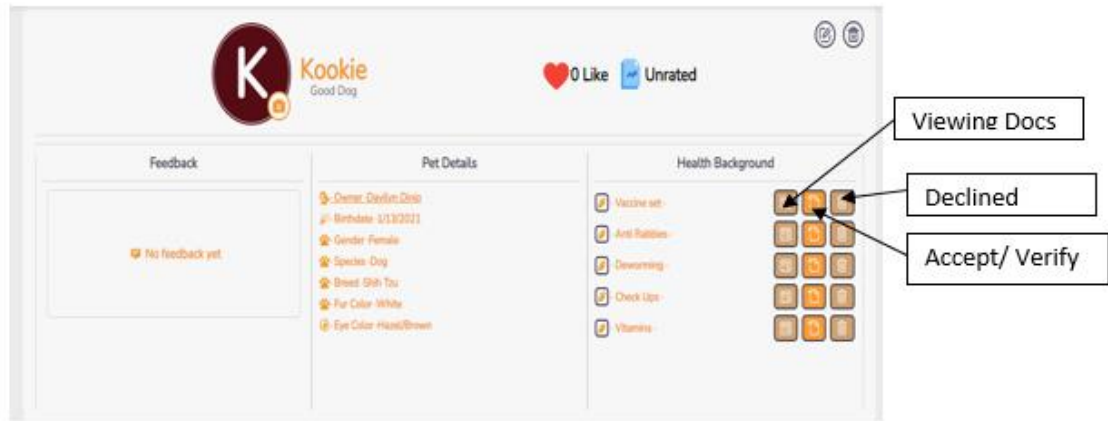 K
Kookie
Good Dog
0 Like
Unrated
Viewing Docs
Declined
Accept/ Verify
Feedback
Pet Details
Health Background
No feedback yet
Owner
Birthdate 1/13/2021
Gender Female
Species Dog
Breed Shih Tzu
Fur Color White
Eye Color Hazel/Brown
Vaccine set
Anti Rabbies
Deworming
Check Ups
Vitamins